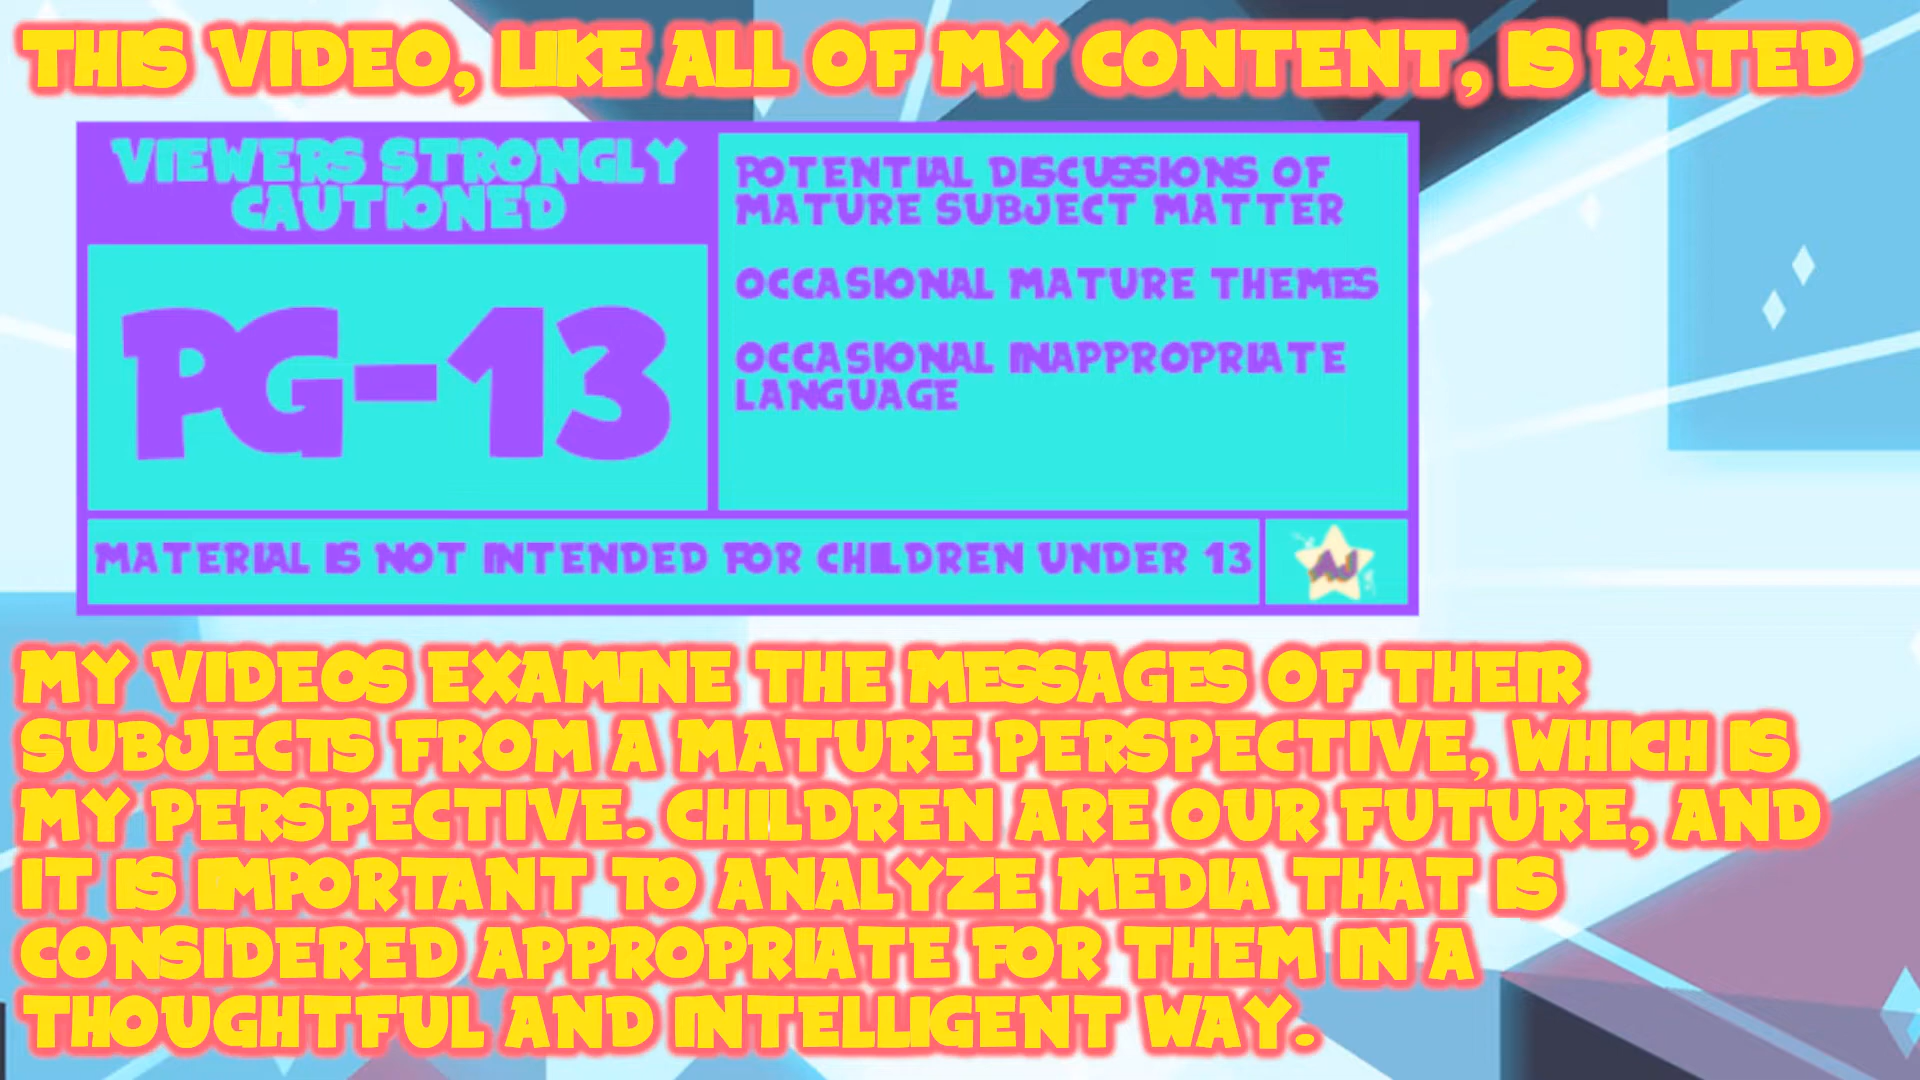 THIS VIDEO, LIKE ALL OF MY CONTENT, IS RATED
VIEWERS STRONGLY
CAUTIONED
PG-13
POTENTIAL DISCUSSIONS OF
MATURE SUBJECT MATTER
OCCASIONAL MATURE THEMES
OCCASIONAL INAPPROPRIATE
LANGUAGE
MATERIAL IS NOT INTENDED FOR CHILDREN UNDER 13
AJ
MY VIDEOS EXAMINE THE MESSAGES OF THEIR
SUBJECTS FROM A MATURE PERSPECTIVE, WHICH IS
MY PERSPECTIVE. CHILDREN ARE OUR FUTURE, AND
IT IS IMPORTANT TO ANALYZE MEDIA THAT IS
CONSIDERED APPROPRIATE FOR THEM IN A
THOUGHTFUL AND INTELLIGENT WAY.